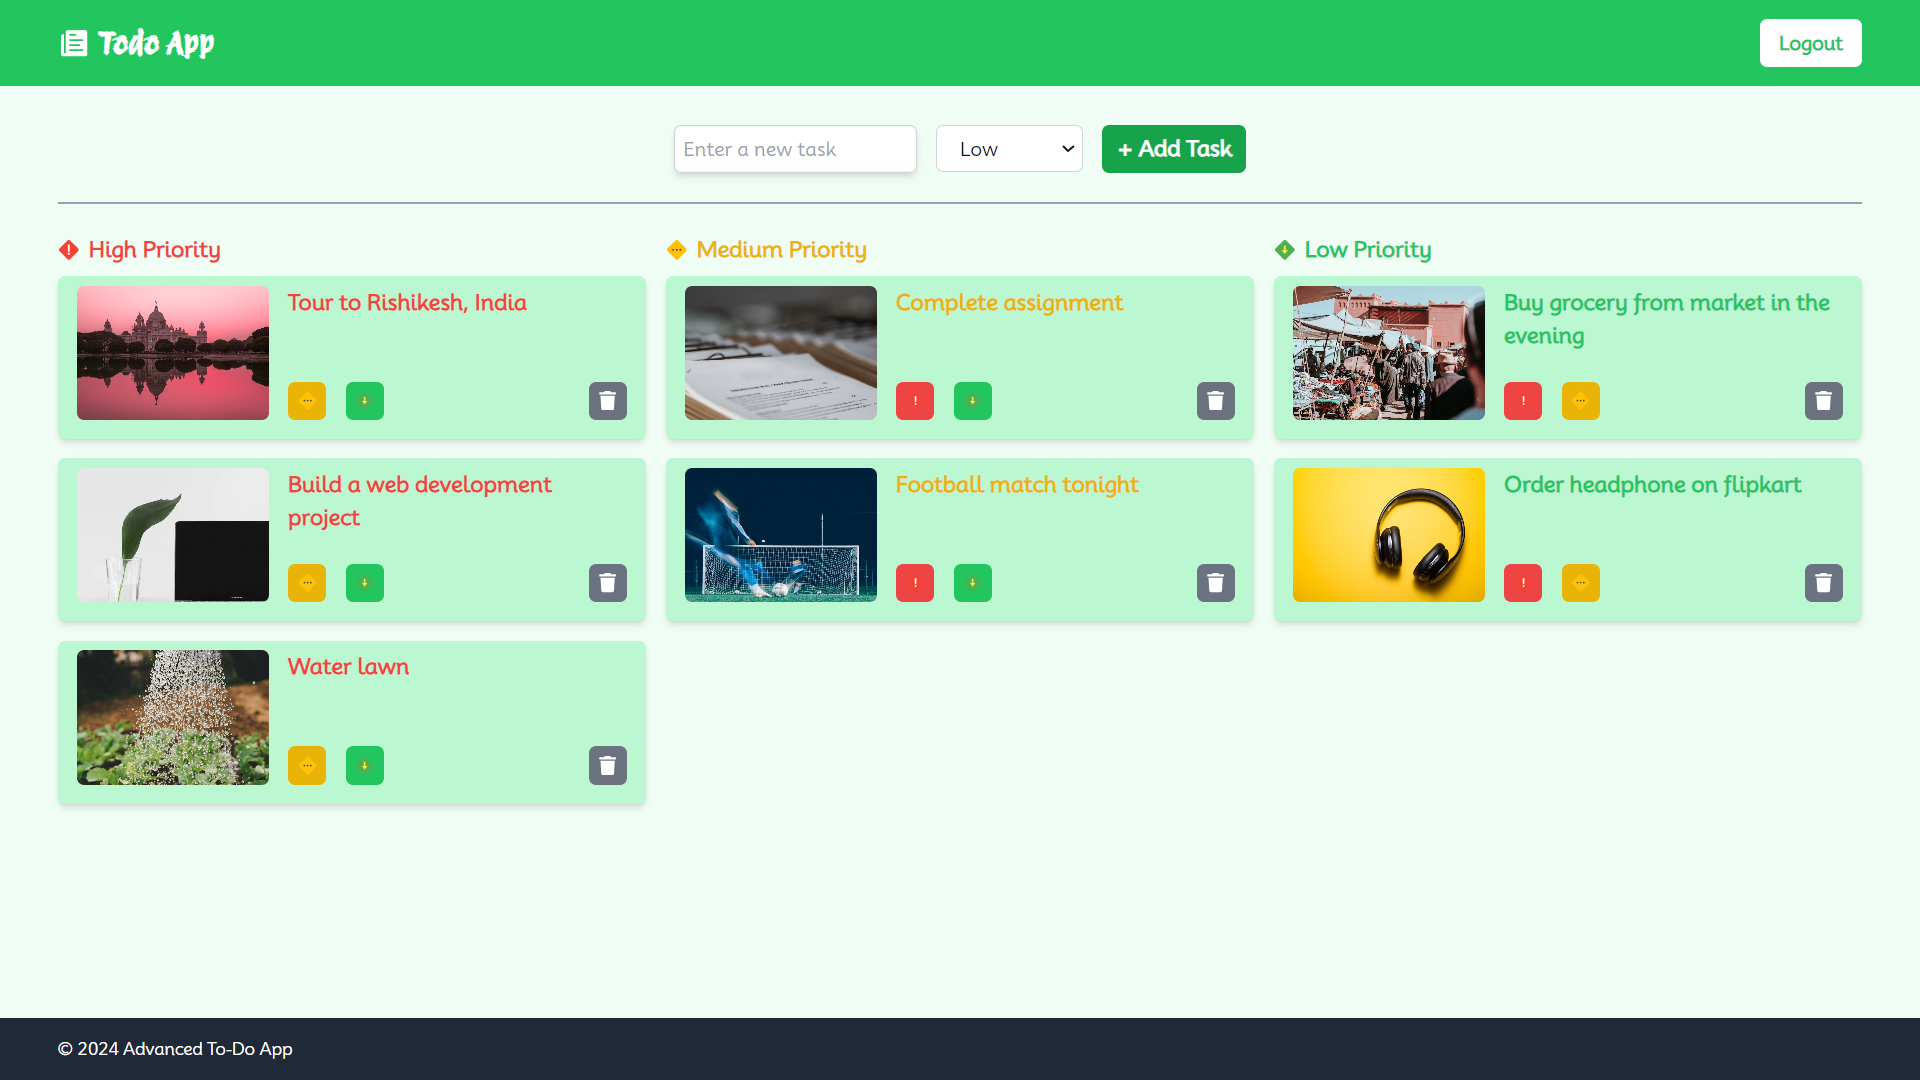 Todo App
Logout
Enter a new task
Low
+ Add Task
High Priority
Medium Priority
Low Priority
Tour to Rishikesh, India
Complete assignment
Buy grocery from market in the
evening
Build a web development
project
Football match tonight
Order headphone on flipkart
Water lawn
© 2024 Advanced To-Do App